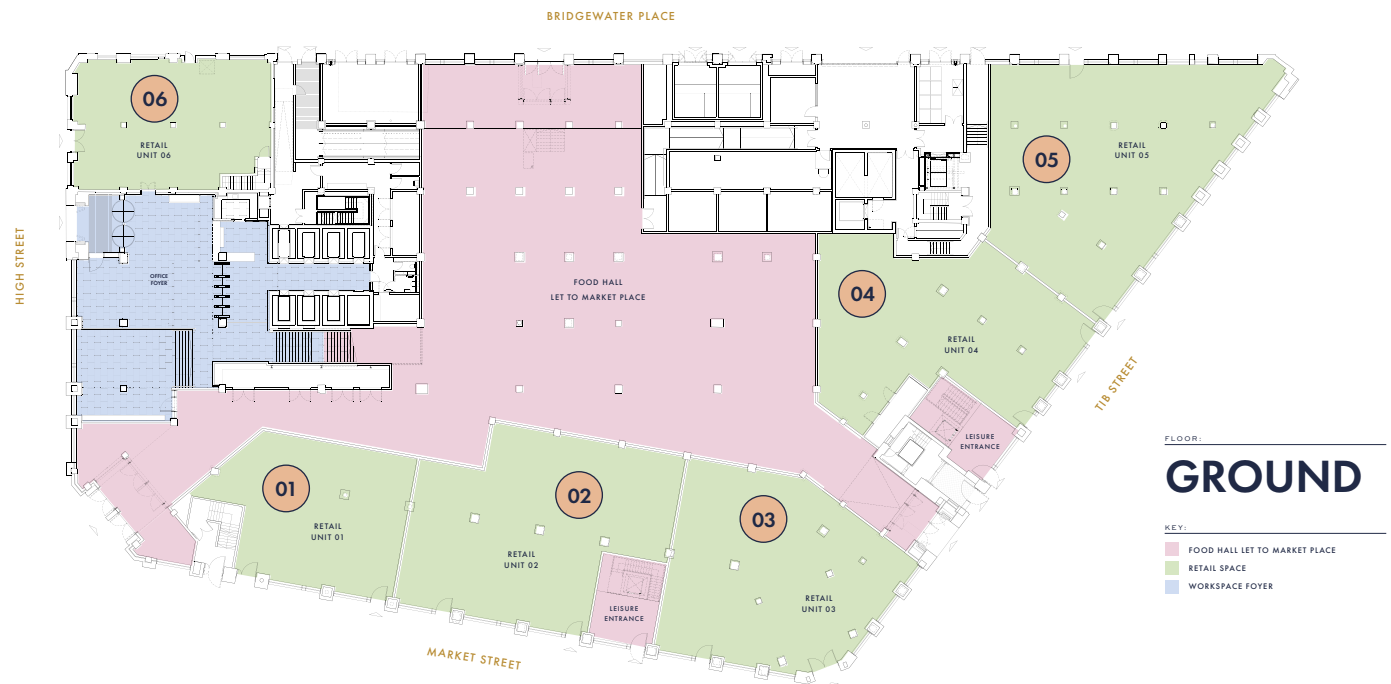 BRIDGEWATER PLACE
06
RETAIL
UNIT 06
05
RETAIL
UNIT 05
HIGH STREET
OFFICE
FOYER
FOOD HALL
LET TO MARKET PLACE
04
RETAIL
UNIT 04
TIB STREET
LEISURE
ENTRANCE
01
RETAIL
UNIT 01
02
RETAIL
UNIT 02
03
RETAIL
UNIT 03
LEISURE
ENTRANCE
MARKET STREET
FLOOR:
GROUND
KEY:
FOOD HALL LET TO MARKET PLACE
RETAIL SPACE
WORKSPACE FOYER